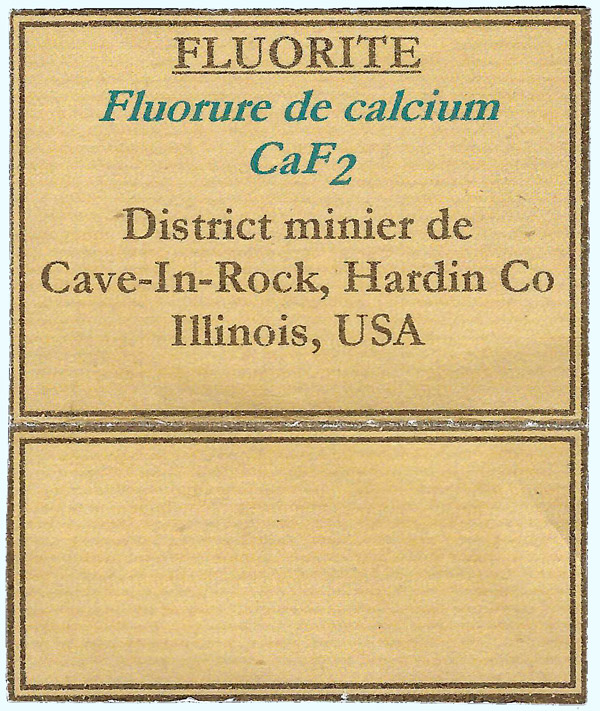 FLUORITE
Fluorure de calcium
CaF2
District minier de
Cave-In-Rock, Hardin Co
Illinois, USA